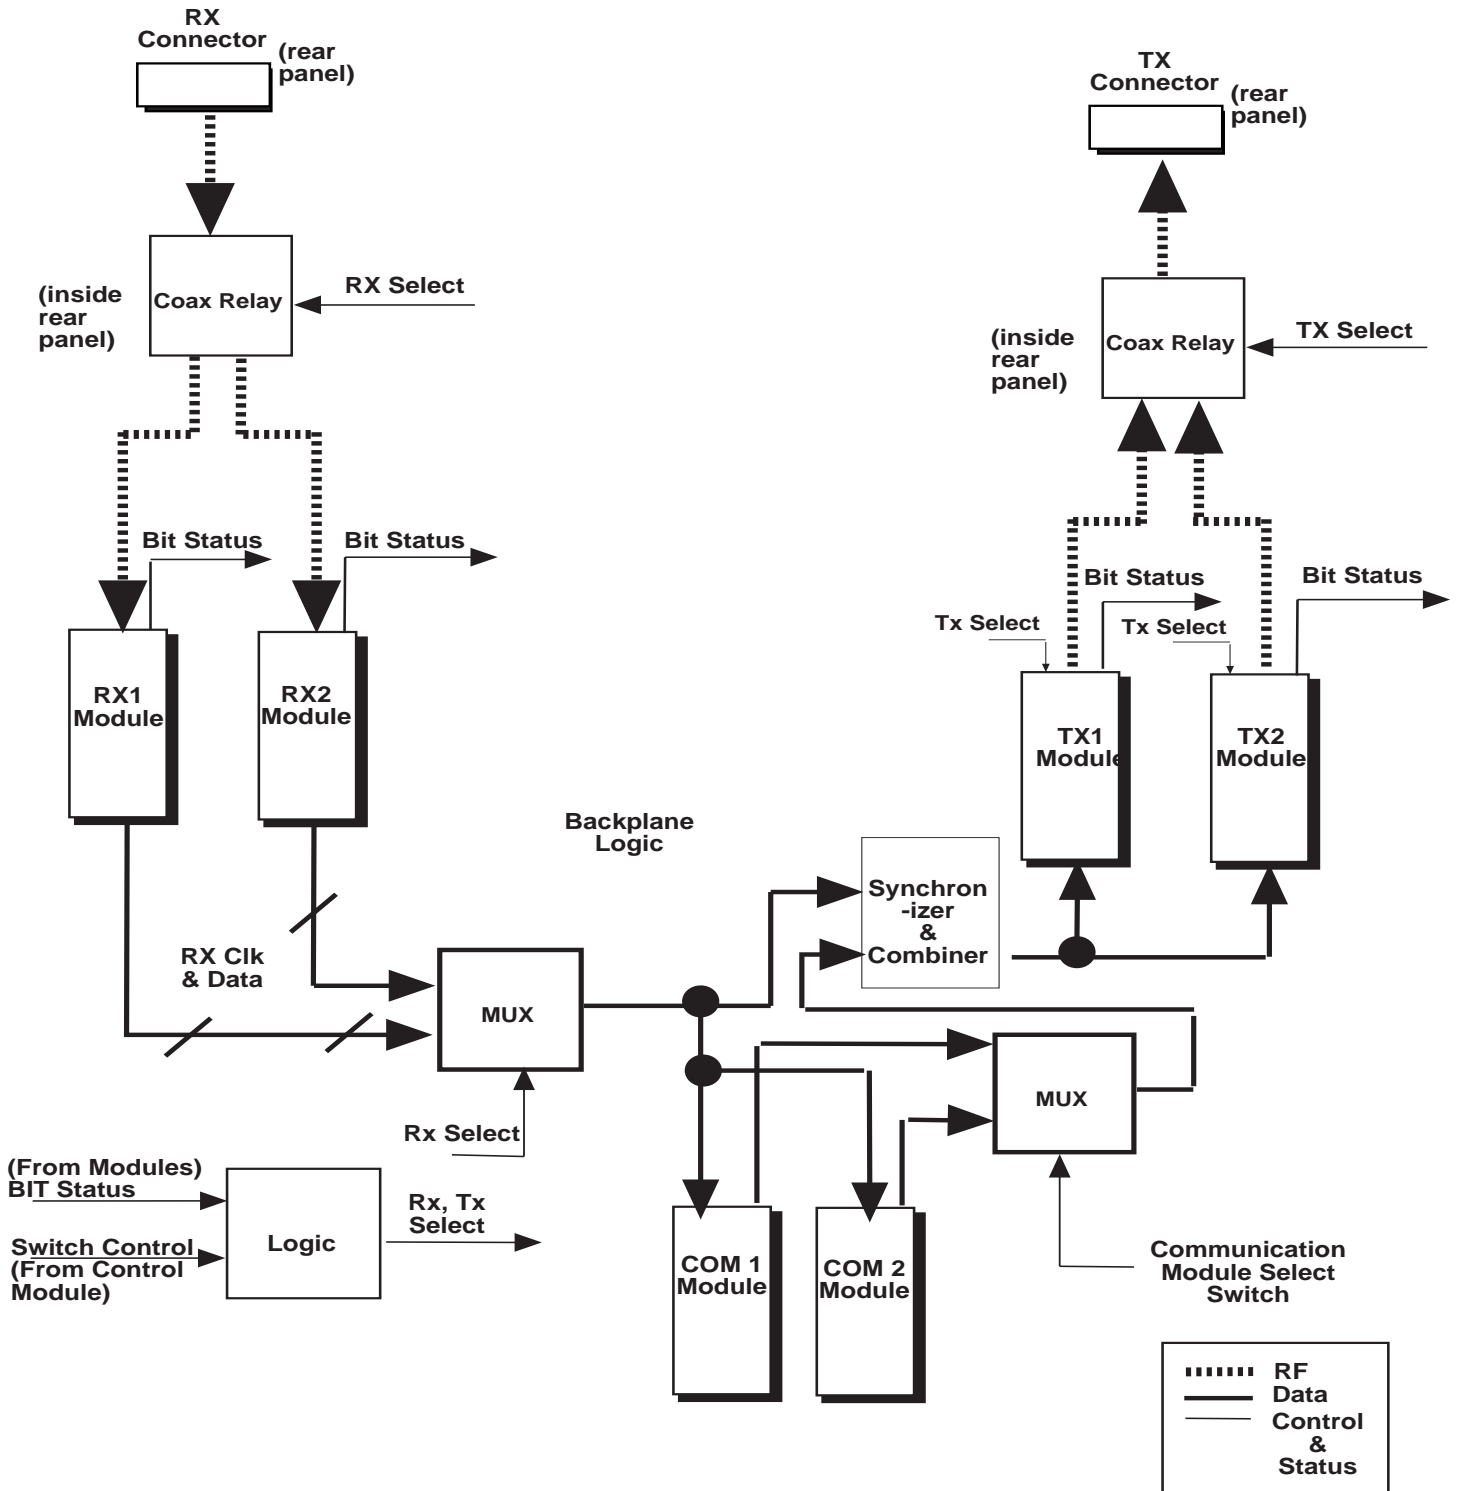 RX
Connector
(rear
panel)
TX
Connector
(rear
panel)
(inside
rear
panel)
Coax Relay
RX Select
(inside
rear
panel)
Coax Relay
TX Select
Bit Status
Bit Status
Bit Status
Bit Status
Tx Select
Tx Select
RX1
Module
RX2
Module
TX1
Module
TX2
Module
Backplane
Logic
Synchron
-izer
&
Combiner
RX Clk
& Data
MUX
MUX
Rx Select
(From Modules)
BIT Status
Switch Control
(From Control
Module)
Logic
Rx, Tx
Select
COM 1
Module
COM 2
Module
Communication
Module Select
Switch
RF
Data
Control
&
Status